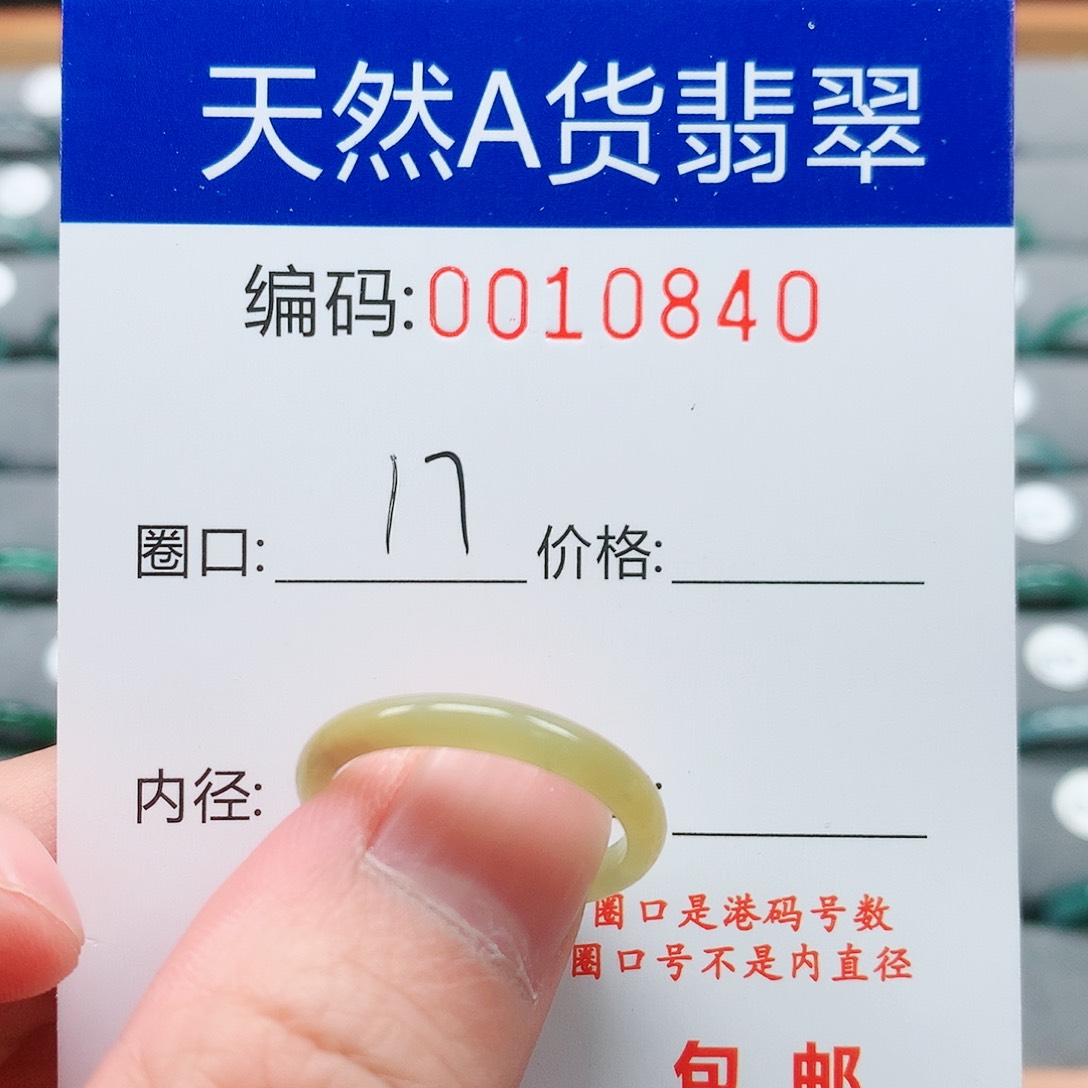 天然A货翡翠
编码:0010840
圈口: 17 价格:
内径: :
圈口是港码号数
圈口号不是内直径
包邮